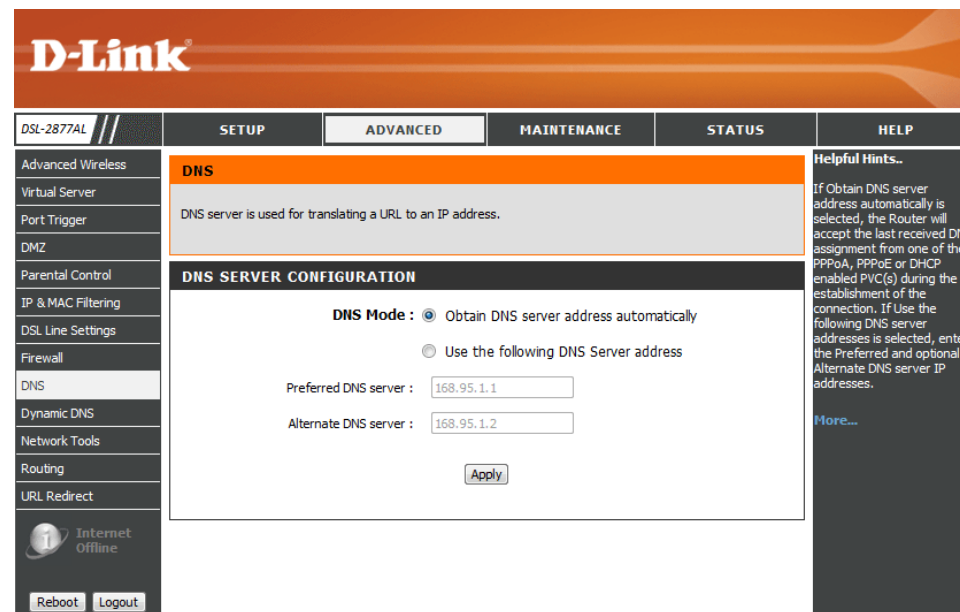 D-Link®
DSL-2877AL
SETUP
ADVANCED
MAINTENANCE
STATUS
HELP
Advanced Wireless
Virtual Server
Port Trigger
DMZ
Parental Control
IP & MAC Filtering
DSL Line Settings
Firewall
DNS
Dynamic DNS
Network Tools
Routing
URL Redirect
Internet
Offline
Reboot
Logout
DNS
DNS server is used for translating a URL to an IP address.
DNS SERVER CONFIGURATION
DNS Mode : Obtain DNS server address automatically
Use the following DNS Server address
Preferred DNS server : 168.95.1.1
Alternate DNS server : 168.95.1.2
Apply
Helpful Hints..
If Obtain DNS server
address automatically is
selected, the Router will
accept the last received
assignment from one of
PPPoA, PPPoE or DHCP
enabled PVC(s) during the
establishment of the
connection. If Use the
following DNS server
addresses is selected,
the Preferred and optional
Alternate DNS server IP
addresses.
More...